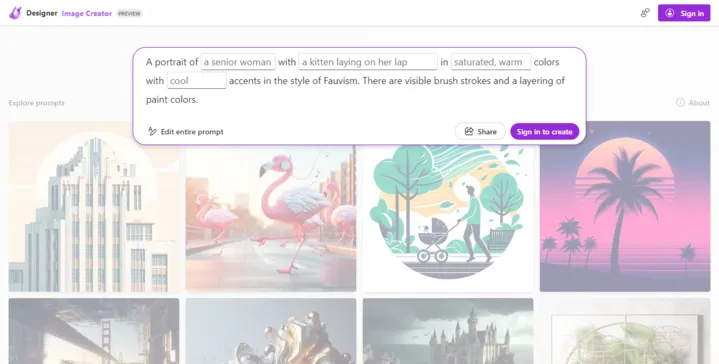 Designer Image Creator PREVIEW
Sign in
A portrait of a senior woman with a kitten laying on her lap in saturated, warm colors
with cool accents in the style of Fauvism. There are visible brush strokes and a layering of
paint colors.
Edit entire prompt
Share
Sign in to create
Explore prompts
About